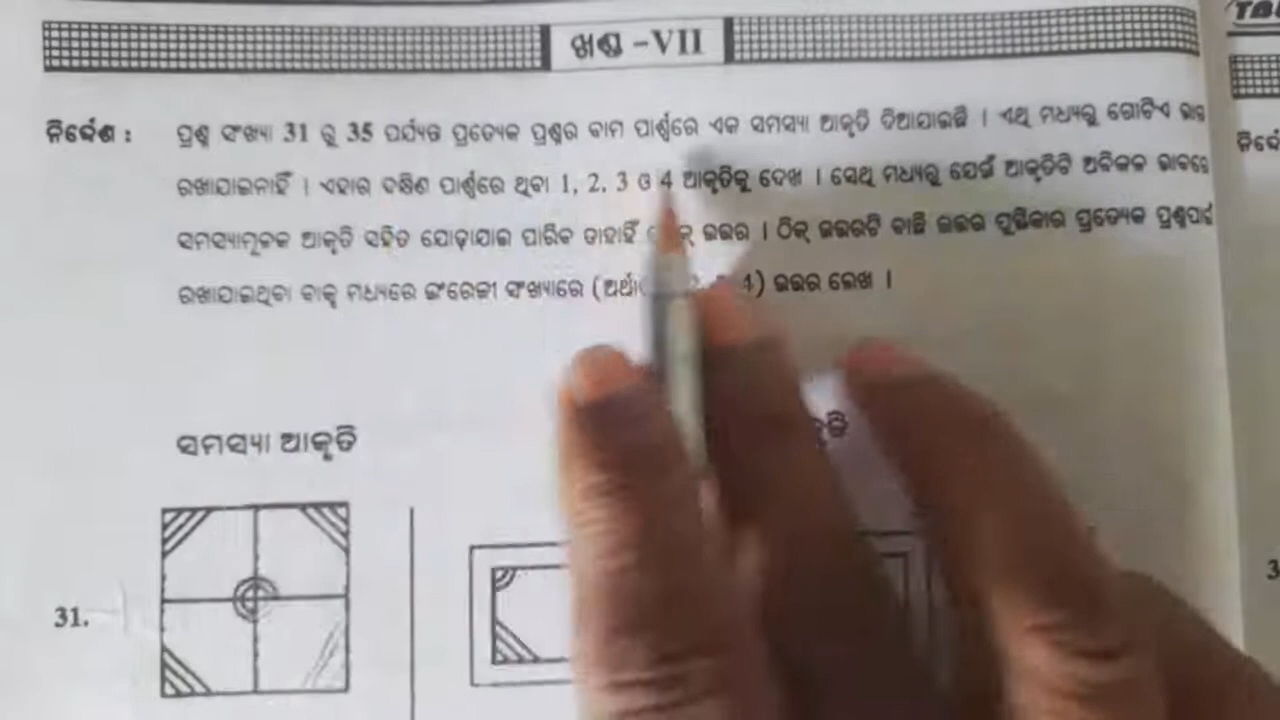 ଖଣ୍ଡ -VII
ନିର୍ଦ୍ଦେଶ : ପ୍ରଶ୍ନ ସଂଖ୍ୟା 31 ରୁ 35 ପର୍ଯ୍ୟନ୍ତ ପ୍ରତ୍ୟେକ ପ୍ରଶ୍ନର ବାମ ପାର୍ଶ୍ବରେ ଏକ ସମସ୍ୟା ଆକୃତି ଦିଆଯାଇଛି । ଏଥି ମଧ୍ୟରୁ ଗୋଟିଏ ଭାଗ
ରଖାଯାଇନାହିଁ । ଏହାର ଦକ୍ଷିଣ ପାର୍ଶ୍ବରେ ଥିବା 1, 2, 3 ଓ 4 ଆକୃତିକୁ ଦେଖ । ସେଥି ମଧ୍ୟରୁ ଯେଉଁ ଆକୃତିଟି ଅବିକଳ ଭାବରେ
ସମସ୍ୟାମୂଳକ ଆକୃତି ସହିତ ଯୋଡ଼ାଯାଇ ପାରିବ ତାହାହିଁ ଉତ୍ତର । ଠିକ୍ ଉତ୍ତରଟି ବାଛି ଉତ୍ତର ପୁସ୍ତିକାର ପ୍ରତ୍ୟେକ ପ୍ରଶ୍ନପାଇଁ
ରଖାଯାଇଥିବା ବାକ୍ସ ମଧ୍ୟରେ ଇଂରେଜୀ ସଂଖ୍ୟାରେ 4) ଉତ୍ତର ଲେଖ ।
ସମସ୍ୟା ଆକୃତି
31.